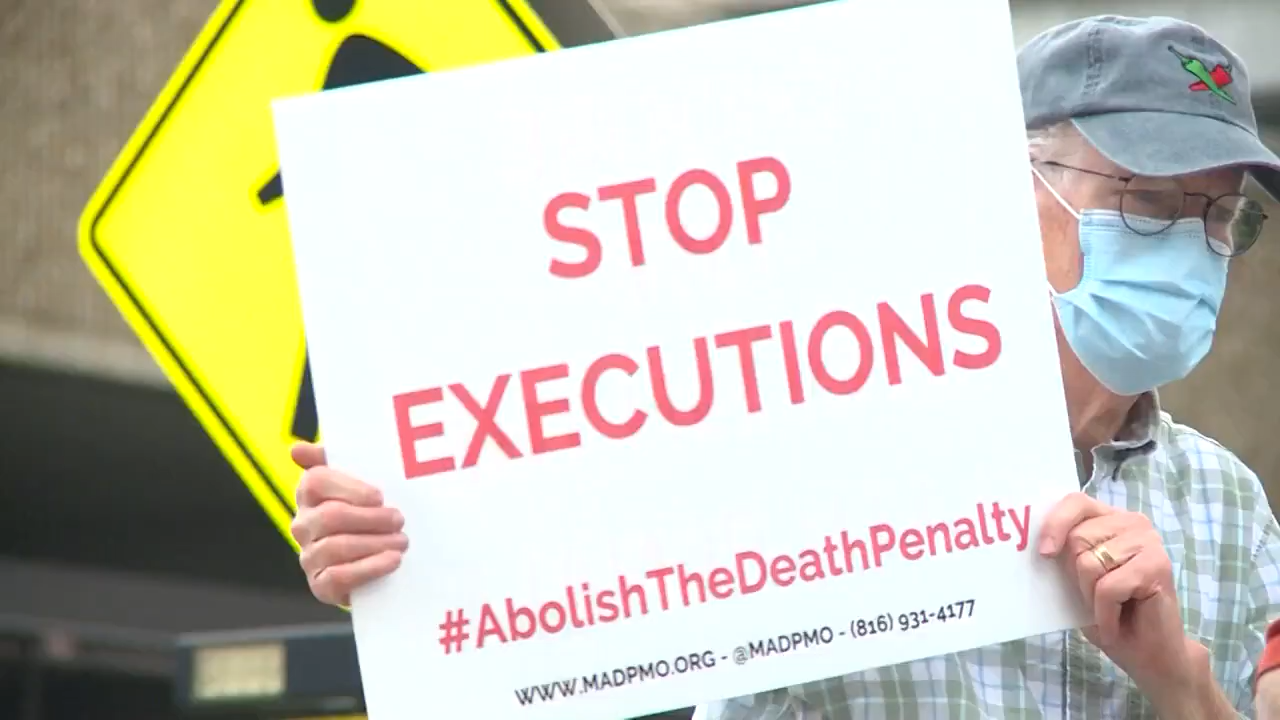 STOP
EXECUTIONS
#AbolishTheDeathPenalty
WWW.MADPMO.ORG - @MADPMO - (816) 931-4177